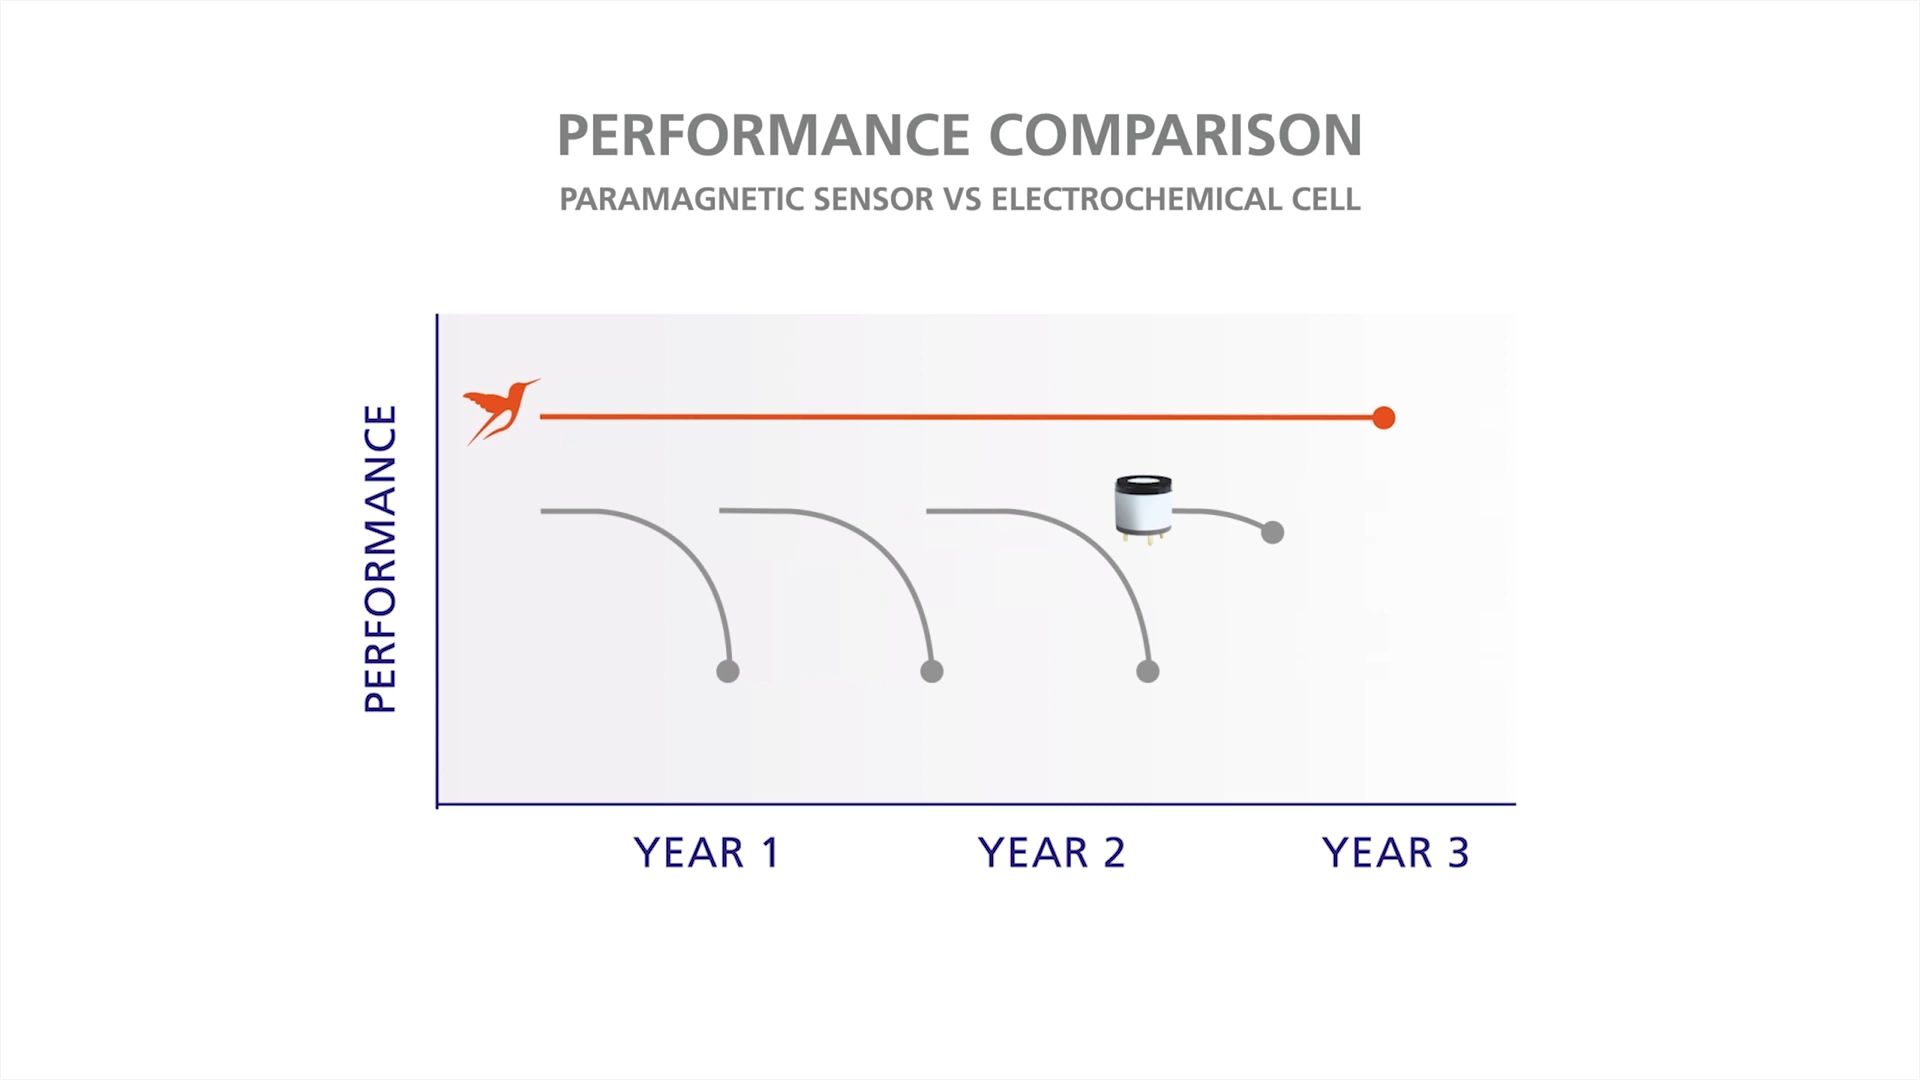 PERFORMANCE COMPARISON
PARAMAGNETIC SENSOR VS ELECTROCHEMICAL CELL
PERFORMANCE
YEAR 1
YEAR 2
YEAR 3